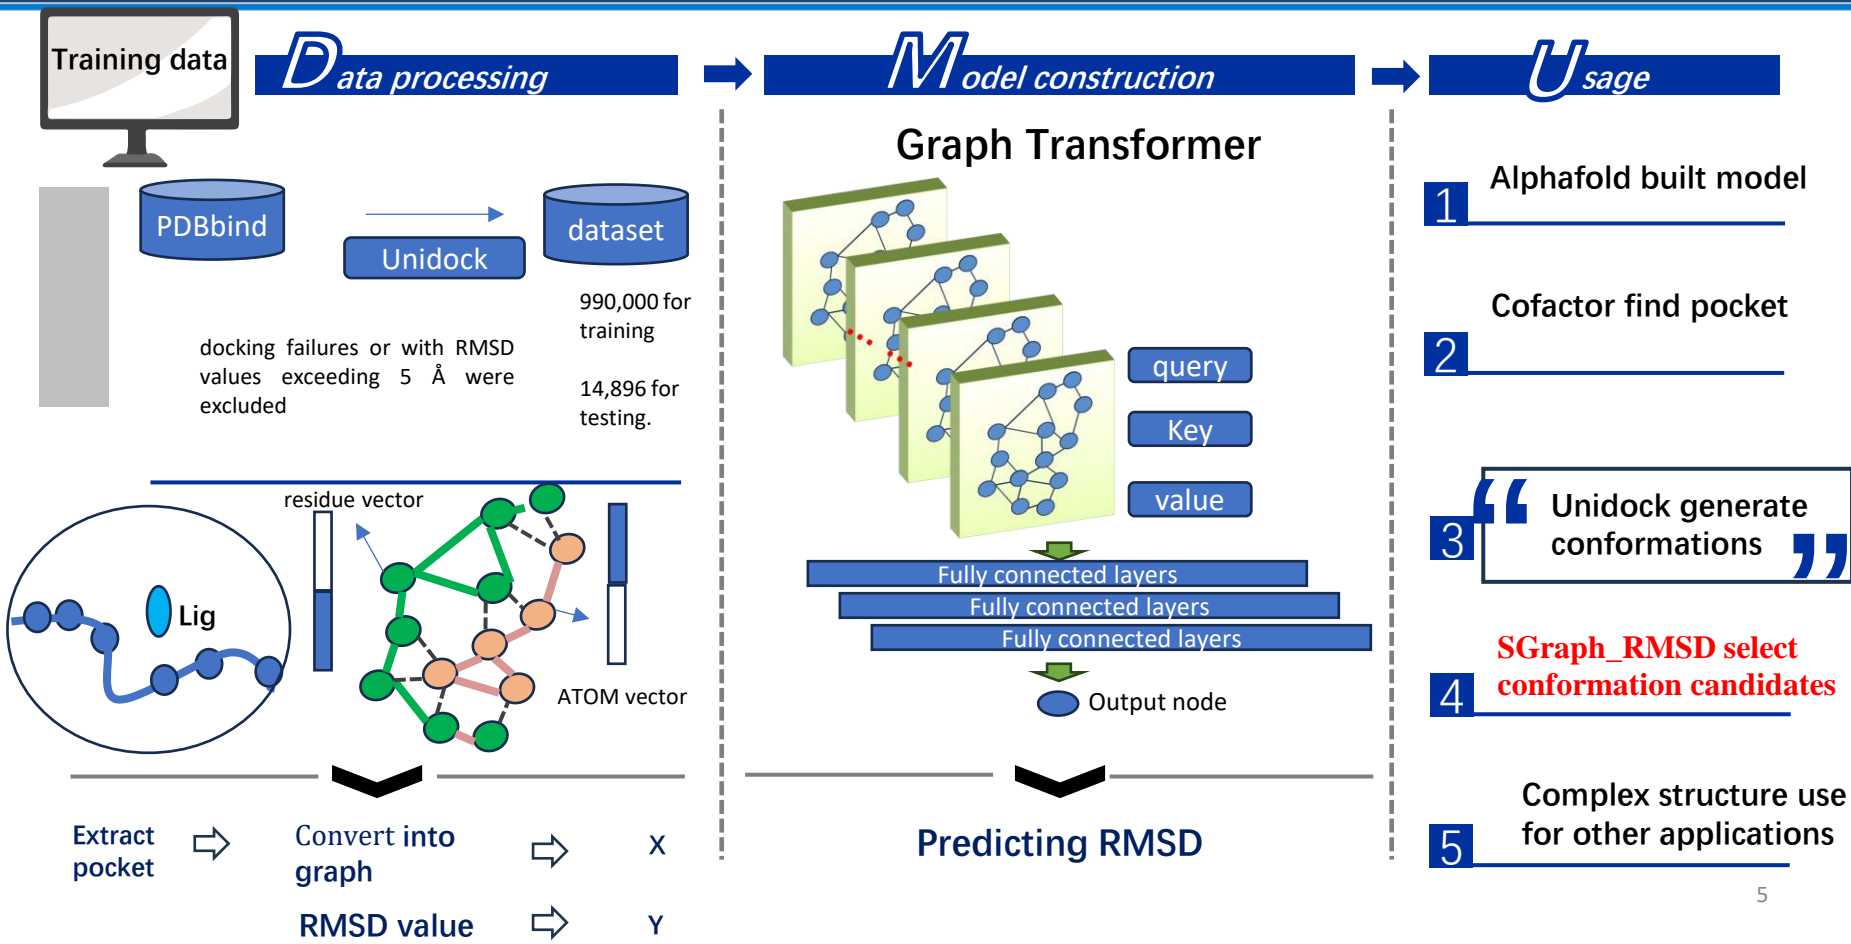 Training data
Data processing
Model construction
Usage
PDBbind
Unidock
dataset
990,000 for
training
14,896 for
testing.
docking failures or with RMSD
values exceeding 5 Å were
excluded
residue vector
Lig
ATOM vector
Extract
pocket
Convert into
graph
X
RMSD value
Y
Graph Transformer
query
Key
value
Fully connected layers
Fully connected layers
Fully connected layers
Output node
Predicting RMSD
1
Alphafold built model
2
Cofactor find pocket
3
“Unidock generate
conformations”
4
SGraph_RMSD select
conformation candidates
5
Complex structure use
for other applications
5